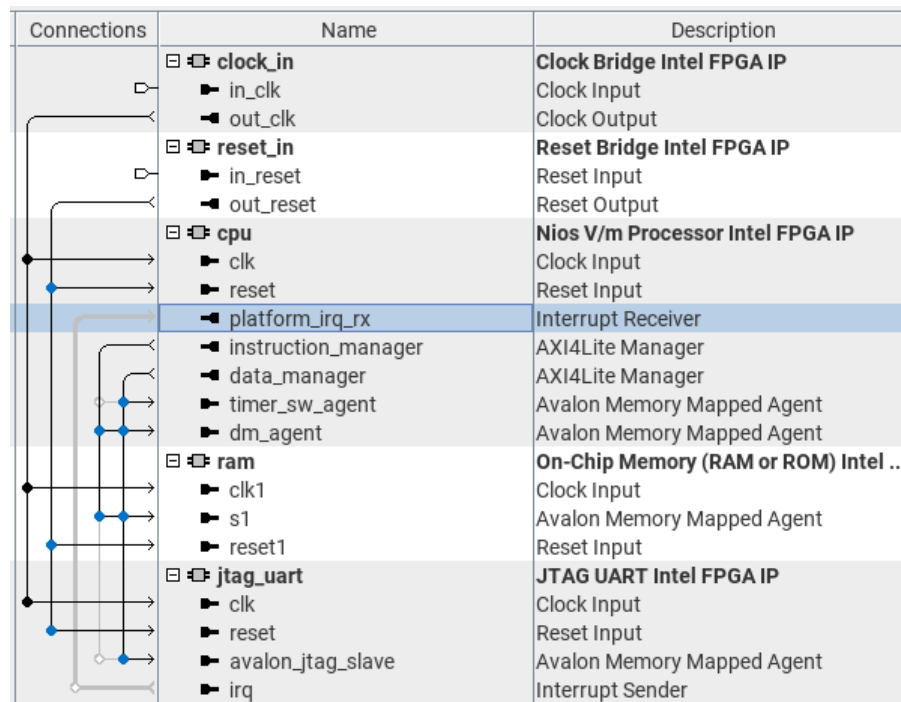 Connections Name Description
clock_in Clock Bridge Intel FPGA IP
in_clk Clock Input
out_clk Clock Output
reset_in Reset Bridge Intel FPGA IP
in_reset Reset Input
out_reset Reset Output
cpu Nios V/m Processor Intel FPGA IP
clk Clock Input
reset Reset Input
platform_irq_rx Interrupt Receiver
instruction_manager AXI4Lite Manager
data_manager AXI4Lite Manager
timer_sw_agent Avalon Memory Mapped Agent
dm_agent Avalon Memory Mapped Agent
ram On-Chip Memory (RAM or ROM) Intel ..
clk1 Clock Input
s1 Avalon Memory Mapped Agent
reset1 Reset Input
jtag_uart JTAG UART Intel FPGA IP
clk Clock Input
reset Reset Input
avalon_jtag_slave Avalon Memory Mapped Agent
irq Interrupt Sender